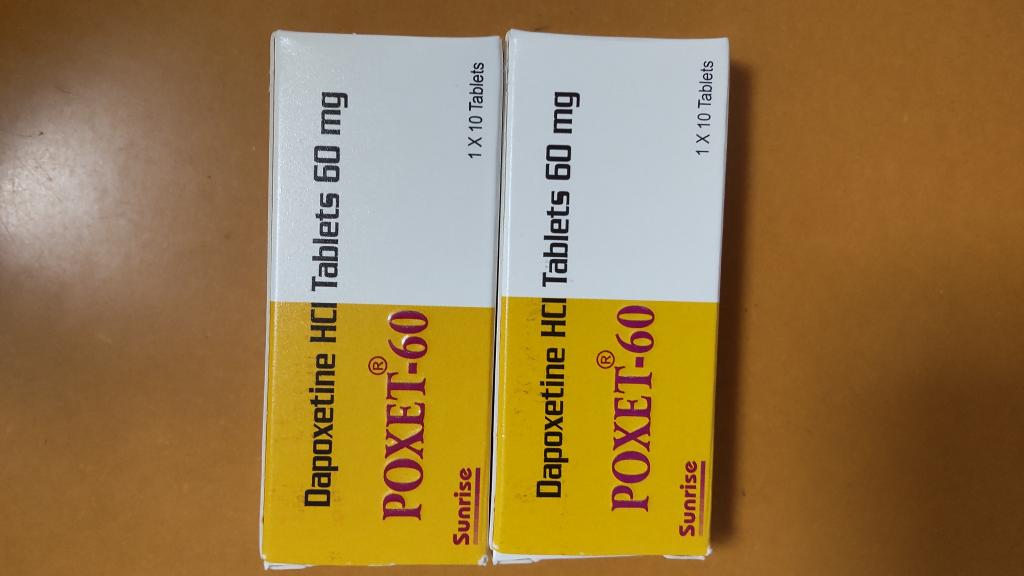 Dapoxetine HCl Tablets 60 mg
POXET®-60
Sunrise
1 X 10 Tablets
Dapoxetine HCl Tablets 60 mg
POXET®-60
Sunrise
1 X 10 Tablets